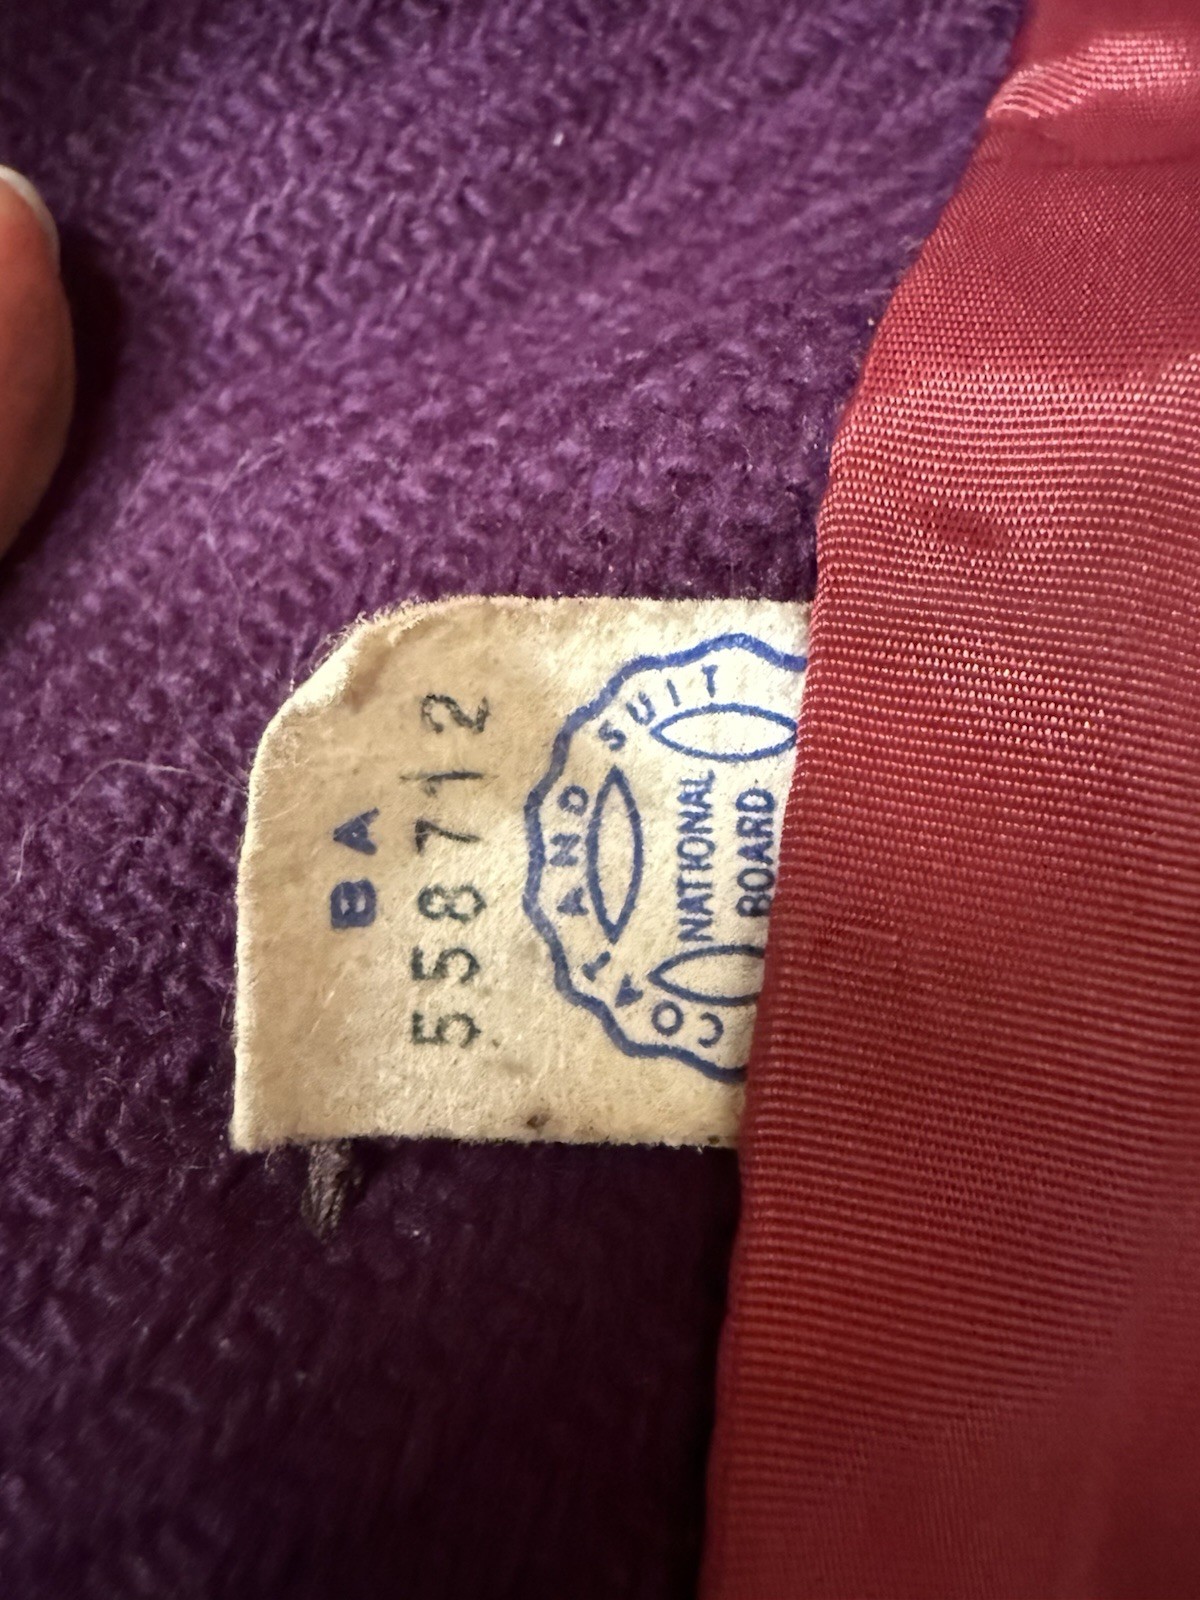 BA
558712
COAT AND SUIT
NATIONAL
BOARD